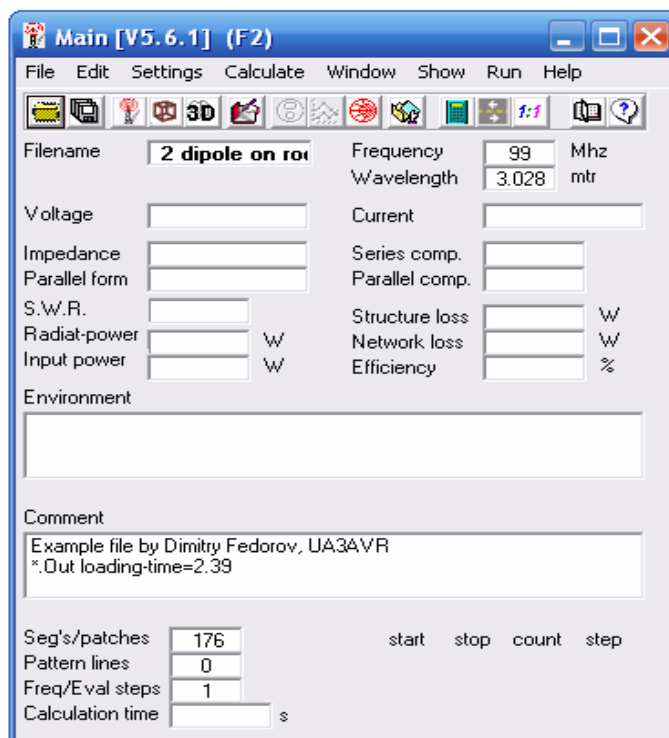 Main [V5.6.1] (F2)
File Edit Settings Calculate Window Show Run Help
3D 1:1 ?
Filename 2 dipole on roo Frequency 99 Mhz
Wavelength 3.028 mtr
Voltage Current
Impedance Series comp.
Parallel form Parallel comp.
S.W.R. Structure loss W
Radiat-power W Network loss W
Input power W Efficiency %
Environment
Comment
Example file by Dimitry Fedorov, UA3AVR
*.Out loading-time=2.39
Seg's/patches 176 start stop count step
Pattern lines 0
Freq/Eval steps 1
Calculation time s